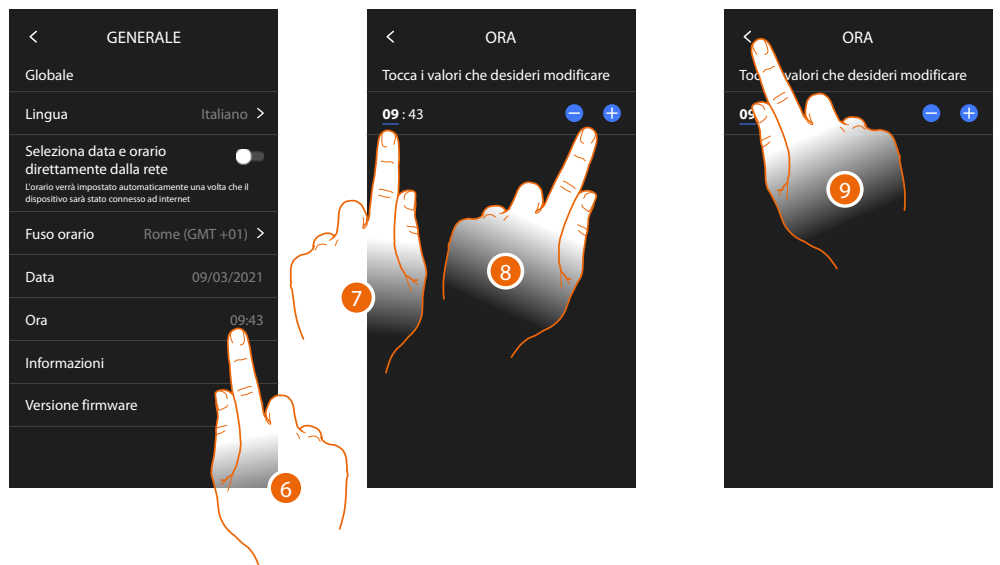 GENERALE
Globale
Lingua Italiano
Seleziona data e orario
direttamente dalla rete
L'orario verrà impostato automaticamente una volta che il
dispositivo sarà stato connesso ad internet
Fuso orario Rome (GMT +01)
Data 09/03/2021
Ora 09:43
Informazioni
Versione firmware
6
ORA
Tocca i valori che desideri modificare
09 : 43
7
8
ORA
valori che desideri modificare
9